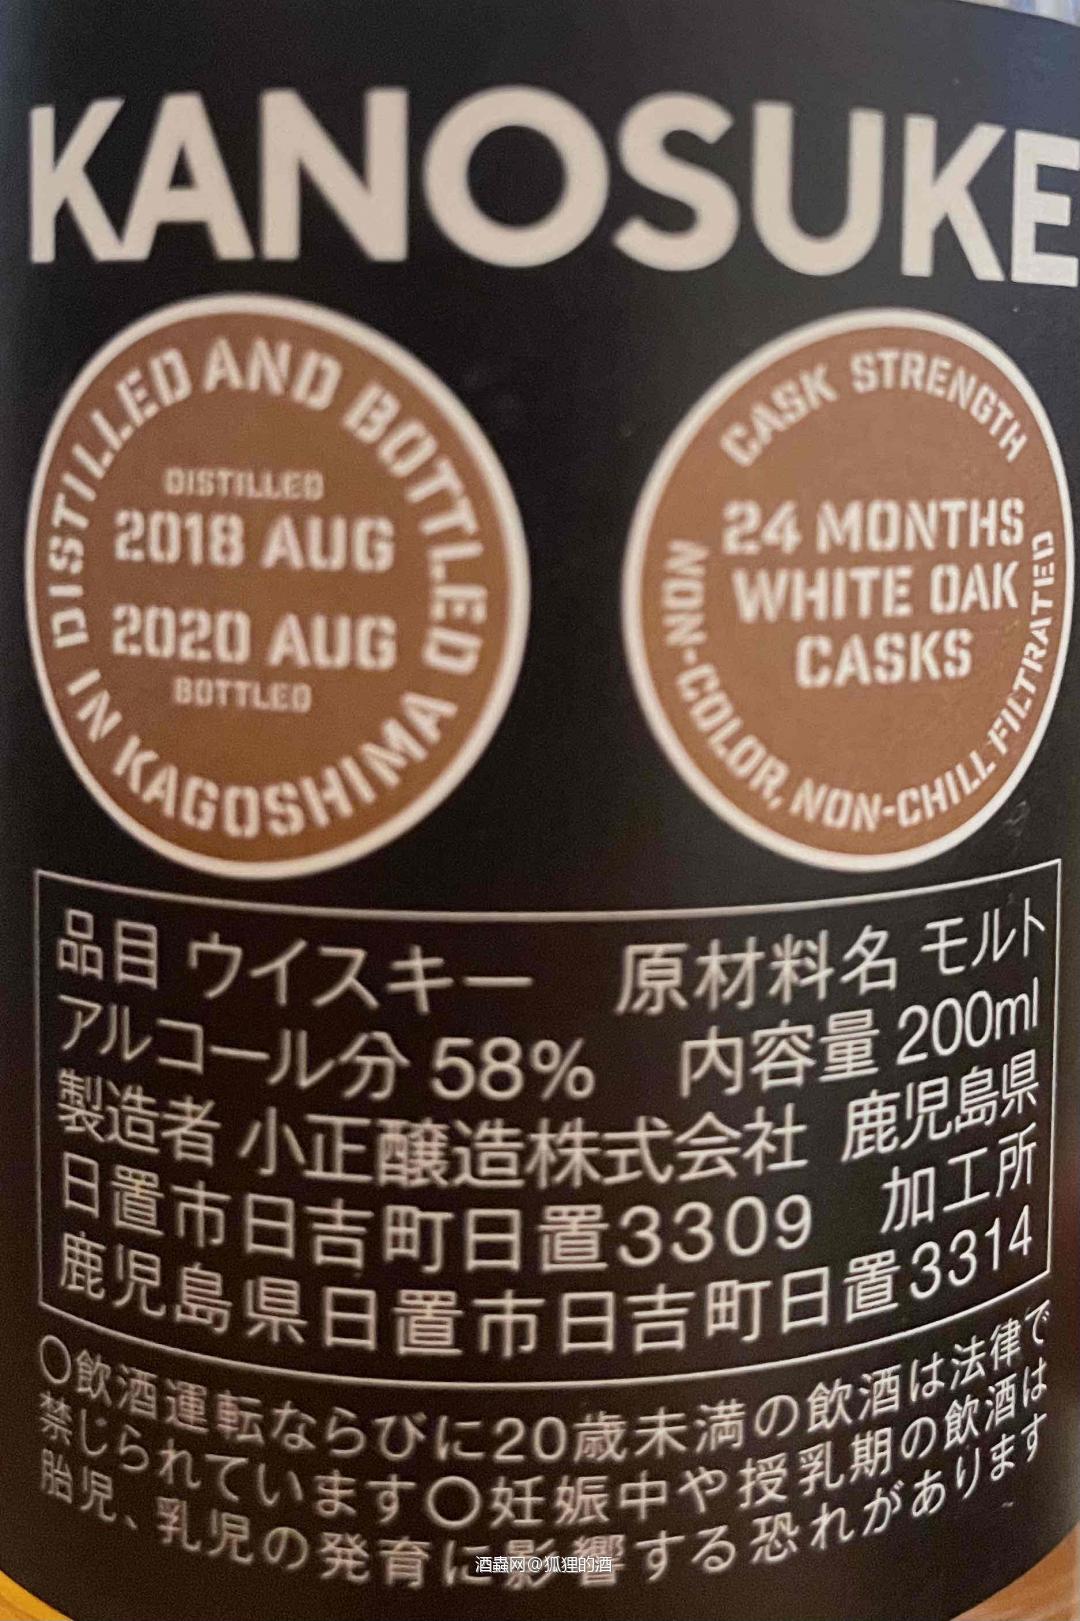 KANOSUKE
DISTILLED AND BOTTLED IN KAGOSHIMA
DISTILLED
2018 AUG
2020 AUG
BOTTLED
CASK STRENGTH
24 MONTHS
WHITE OAK
CASKS
NON-COLOR, NON-CHILL FILTRATED
品目 ウイスキー 原材料名 モルト
アルコール分 58% 内容量 200ml
製造者 小正醸造株式会社 鹿児島県
日置市日吉町日置3309 加工所
鹿児島県日置市日吉町日置3314
○飲酒運転ならびに20歳未満の飲酒は法律で
禁じられています○妊娠中や授乳期の飲酒は
胎児、乳児の発育に影響する恐れがあります
酒蟲网@狐狸的酒